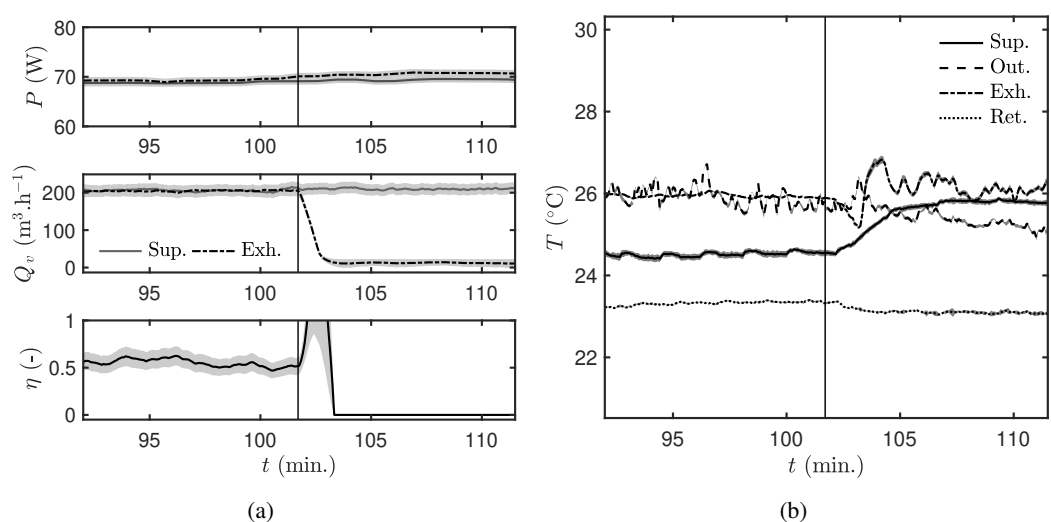 80
P (W)
70
60
95 100 105 110
Q_v (m³.h⁻¹)
200
100
0
Sup. Exh.
95 100 105 110
1
η (-)
0.5
0
95 100 105 110
t (min.)
(a)
30
28
T (°C)
26
24
22
Sup.
Out.
Exh.
Ret.
95 100 105 110
t (min.)
(b)